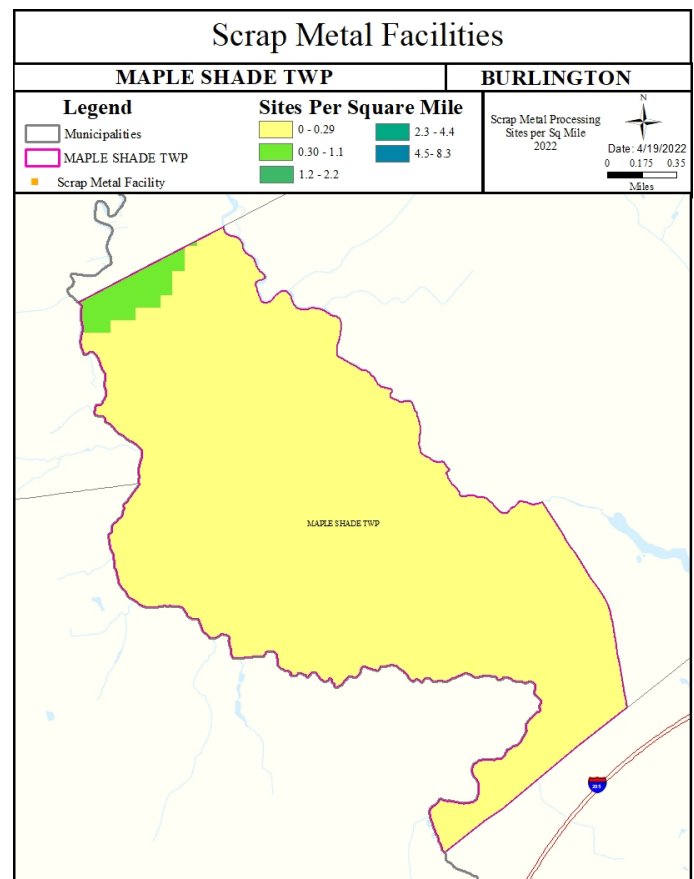 Scrap Metal Facilities
MAPLE SHADE TWP
BURLINGTON
Legend
Municipalities
MAPLE SHADE TWP
Scrap Metal Facility
Sites Per Square Mile
0 - 0.29
0.30 - 1.1
1.2 - 2.2
2.3 - 4.4
4.5- 8.3
Scrap Metal Processing
Sites per Sq Mile
2022
N
Date: 4/19/2022
0 0.175 0.35
Miles
MAPLE SHADE TWP
295